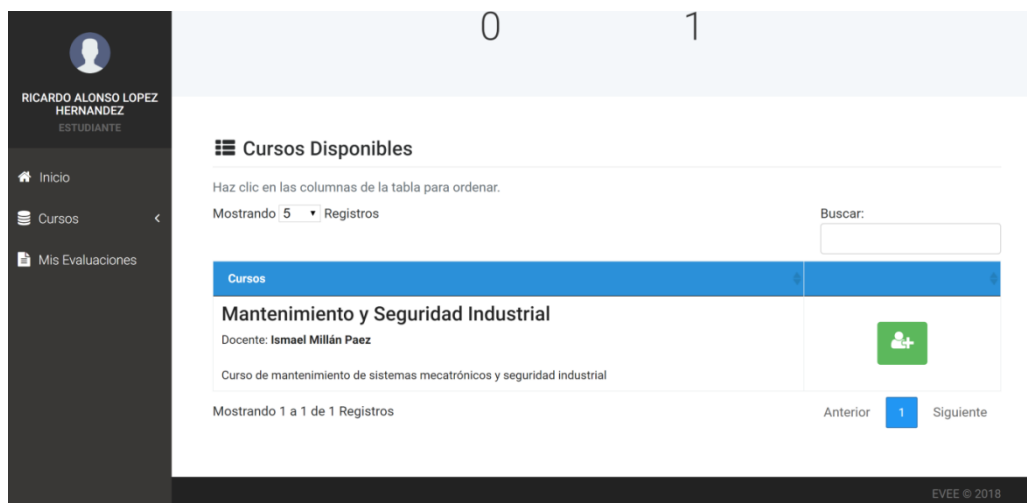 0 1
RICARDO ALONSO LOPEZ
HERNANDEZ
ESTUDIANTE
Inicio
Cursos
Mis Evaluaciones
Cursos Disponibles
Haz clic en las columnas de la tabla para ordenar.
Mostrando 5 Registros
Buscar:
Cursos
Mantenimiento y Seguridad Industrial
Docente: Ismael Millán Paez
Curso de mantenimiento de sistemas mecatrónicos y seguridad industrial
Mostrando 1 a 1 de 1 Registros
Anterior 1 Siguiente
EVEE © 2018